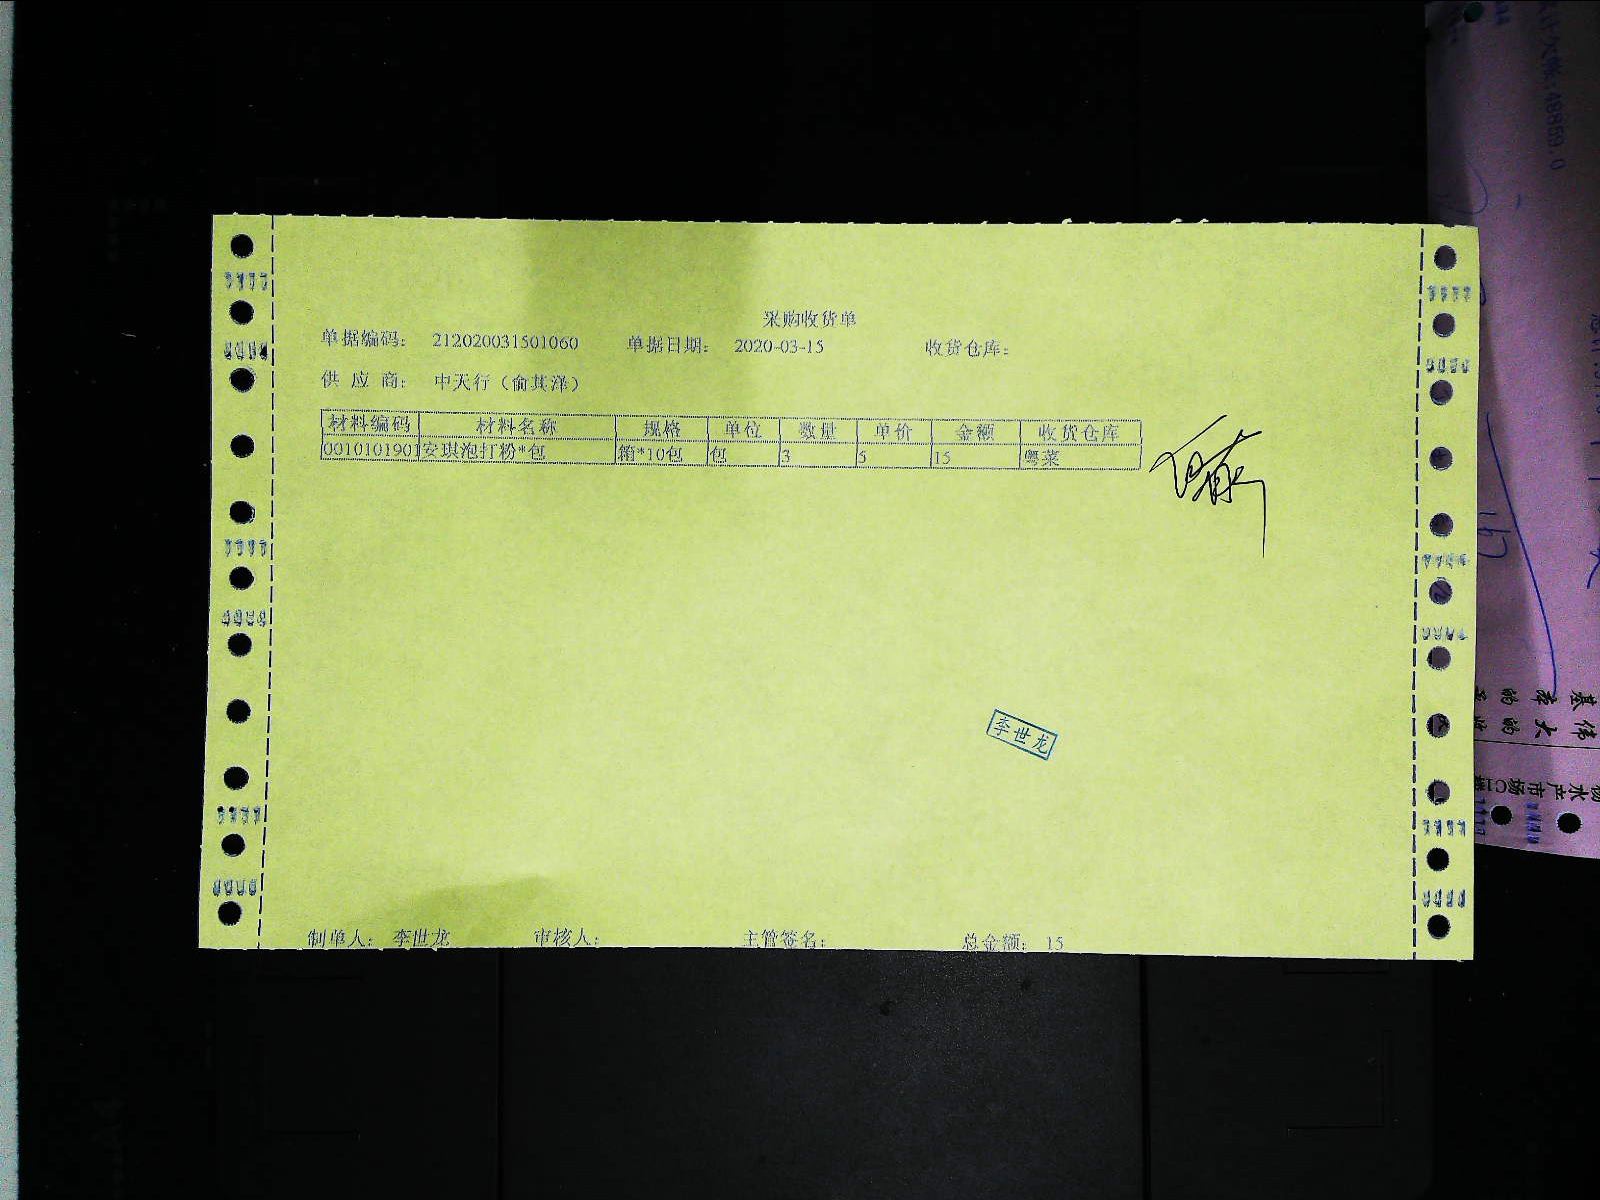 采购收货单
单据编码： 212020031501060 单据日期： 2020-03-15 收货仓库：
供 应 商： 中天行（俞其洋）
材料编码 材料名称 规格 单位 数量 单价 金额 收货仓库
0010101901 安琪泡打粉*包 箱*10包 包 3 5 15 粤菜
李世龙
制单人： 李世龙 审核人： 主管签名： 总金额： 15